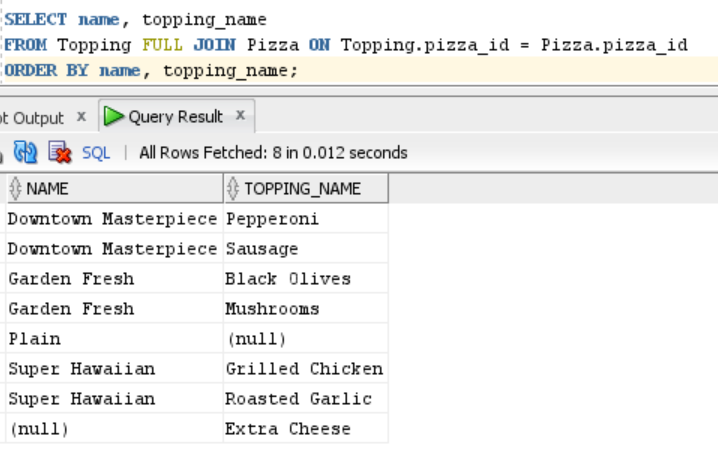 SELECT name, topping_name
FROM Topping FULL JOIN Pizza ON Topping.pizza_id = Pizza.pizza_id
ORDER BY name, topping_name;
Output x Query Result x
SQL | All Rows Fetched: 8 in 0.012 seconds
NAME TOPPING_NAME
Downtown Masterpiece Pepperoni
Downtown Masterpiece Sausage
Garden Fresh Black Olives
Garden Fresh Mushrooms
Plain (null)
Super Hawaiian Grilled Chicken
Super Hawaiian Roasted Garlic
(null) Extra Cheese